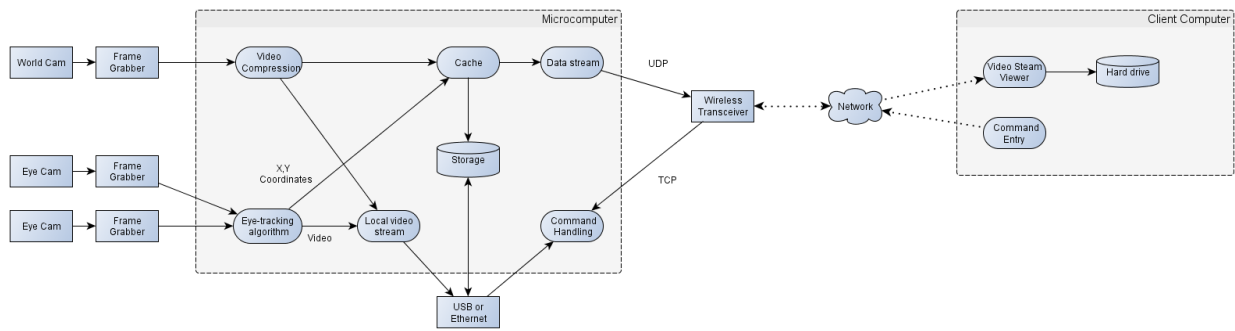 Microcomputer
Client Computer
World Cam
Frame
Grabber
Video
Compression
Cache
Data stream
UDP
Video Steam
Viewer
Hard drive
Wireless
Transceiver
Network
Command
Entry
Storage
Eye Cam
Frame
Grabber
X,Y
Coordinates
TCP
Eye Cam
Frame
Grabber
Eye-tracking
algorithm
Video
Local video
stream
Command
Handling
USB or
Ethernet